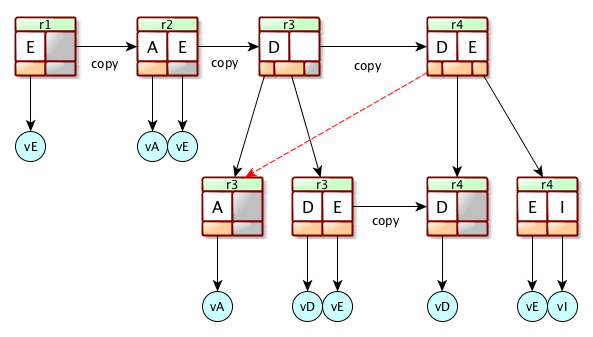 r1 r2 r3 r4
E A E D D E
copy copy copy
vE vA vE
r3 r3 r4 r4
A D E D E I
copy
vA vD vE vD vE vI